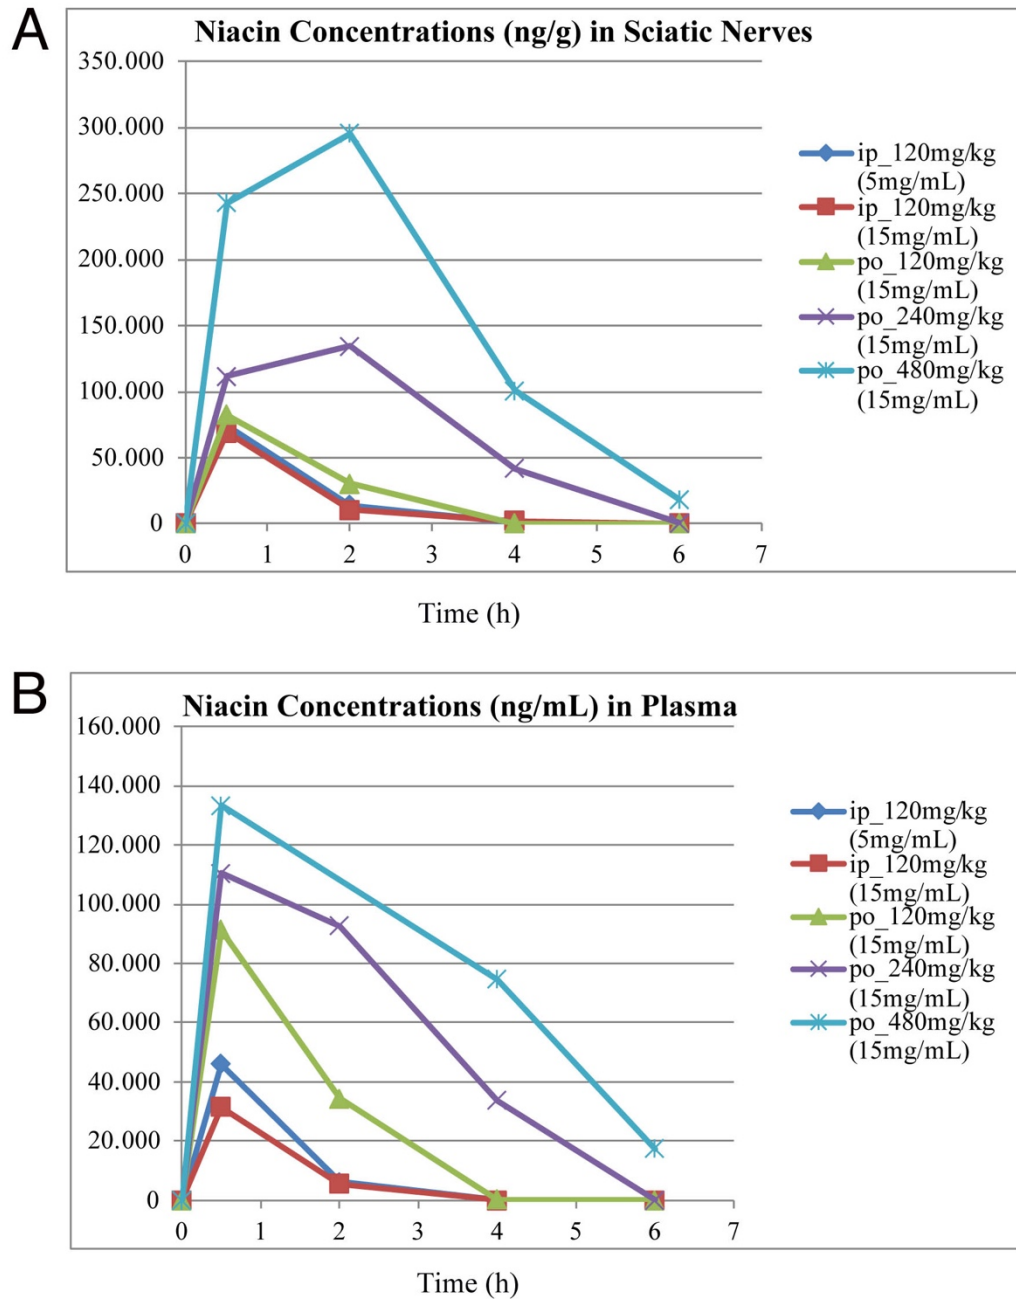 A
Niacin Concentrations (ng/g) in Sciatic Nerves
350.000
300.000
250.000
200.000
150.000
100.000
50.000
0
0 1 2 3 4 5 6 7
Time (h)
ip_120mg/kg
(5mg/mL)
ip_120mg/kg
(15mg/mL)
po_120mg/kg
(15mg/mL)
po_240mg/kg
(15mg/mL)
po_480mg/kg
(15mg/mL)
B
Niacin Concentrations (ng/mL) in Plasma
160.000
140.000
120.000
100.000
80.000
60.000
40.000
20.000
0
0 1 2 3 4 5 6 7
Time (h)
ip_120mg/kg
(5mg/mL)
ip_120mg/kg
(15mg/mL)
po_120mg/kg
(15mg/mL)
po_240mg/kg
(15mg/mL)
po_480mg/kg
(15mg/mL)